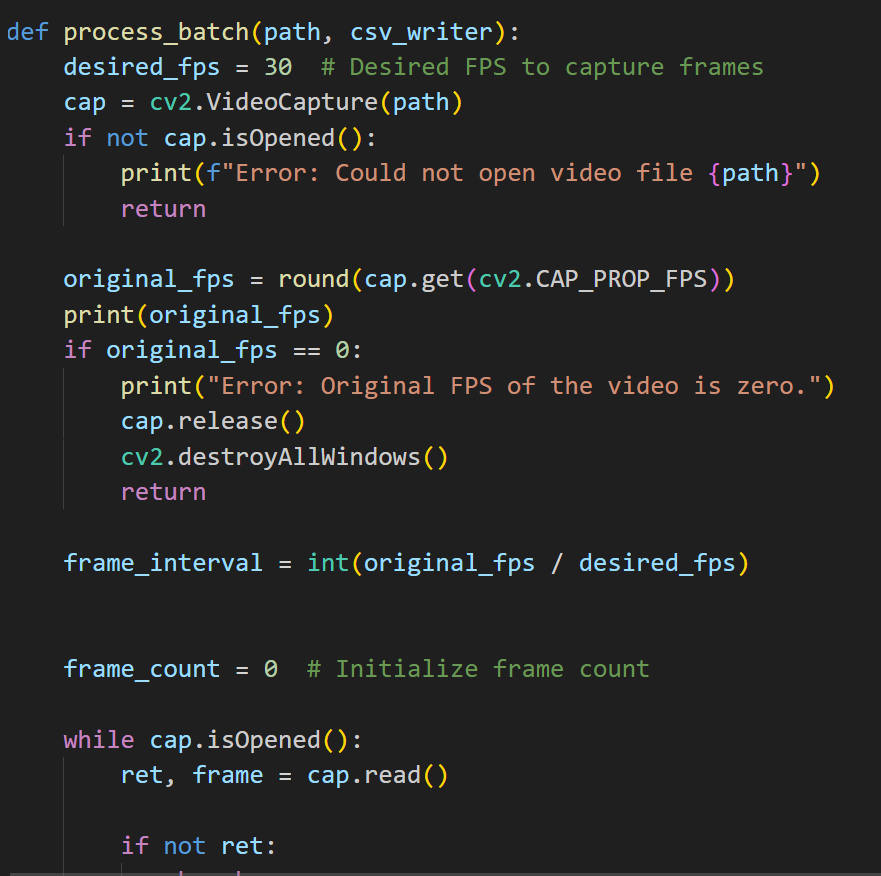 def process_batch(path, csv_writer):
    desired_fps = 30  # Desired FPS to capture frames
    cap = cv2.VideoCapture(path)
    if not cap.isOpened():
        print(f"Error: Could not open video file {path}")
        return

    original_fps = round(cap.get(cv2.CAP_PROP_FPS))
    print(original_fps)
    if original_fps == 0:
        print("Error: Original FPS of the video is zero.")
        cap.release()
        cv2.destroyAllWindows()
        return

    frame_interval = int(original_fps / desired_fps)


    frame_count = 0  # Initialize frame count

    while cap.isOpened():
        ret, frame = cap.read()

        if not ret: